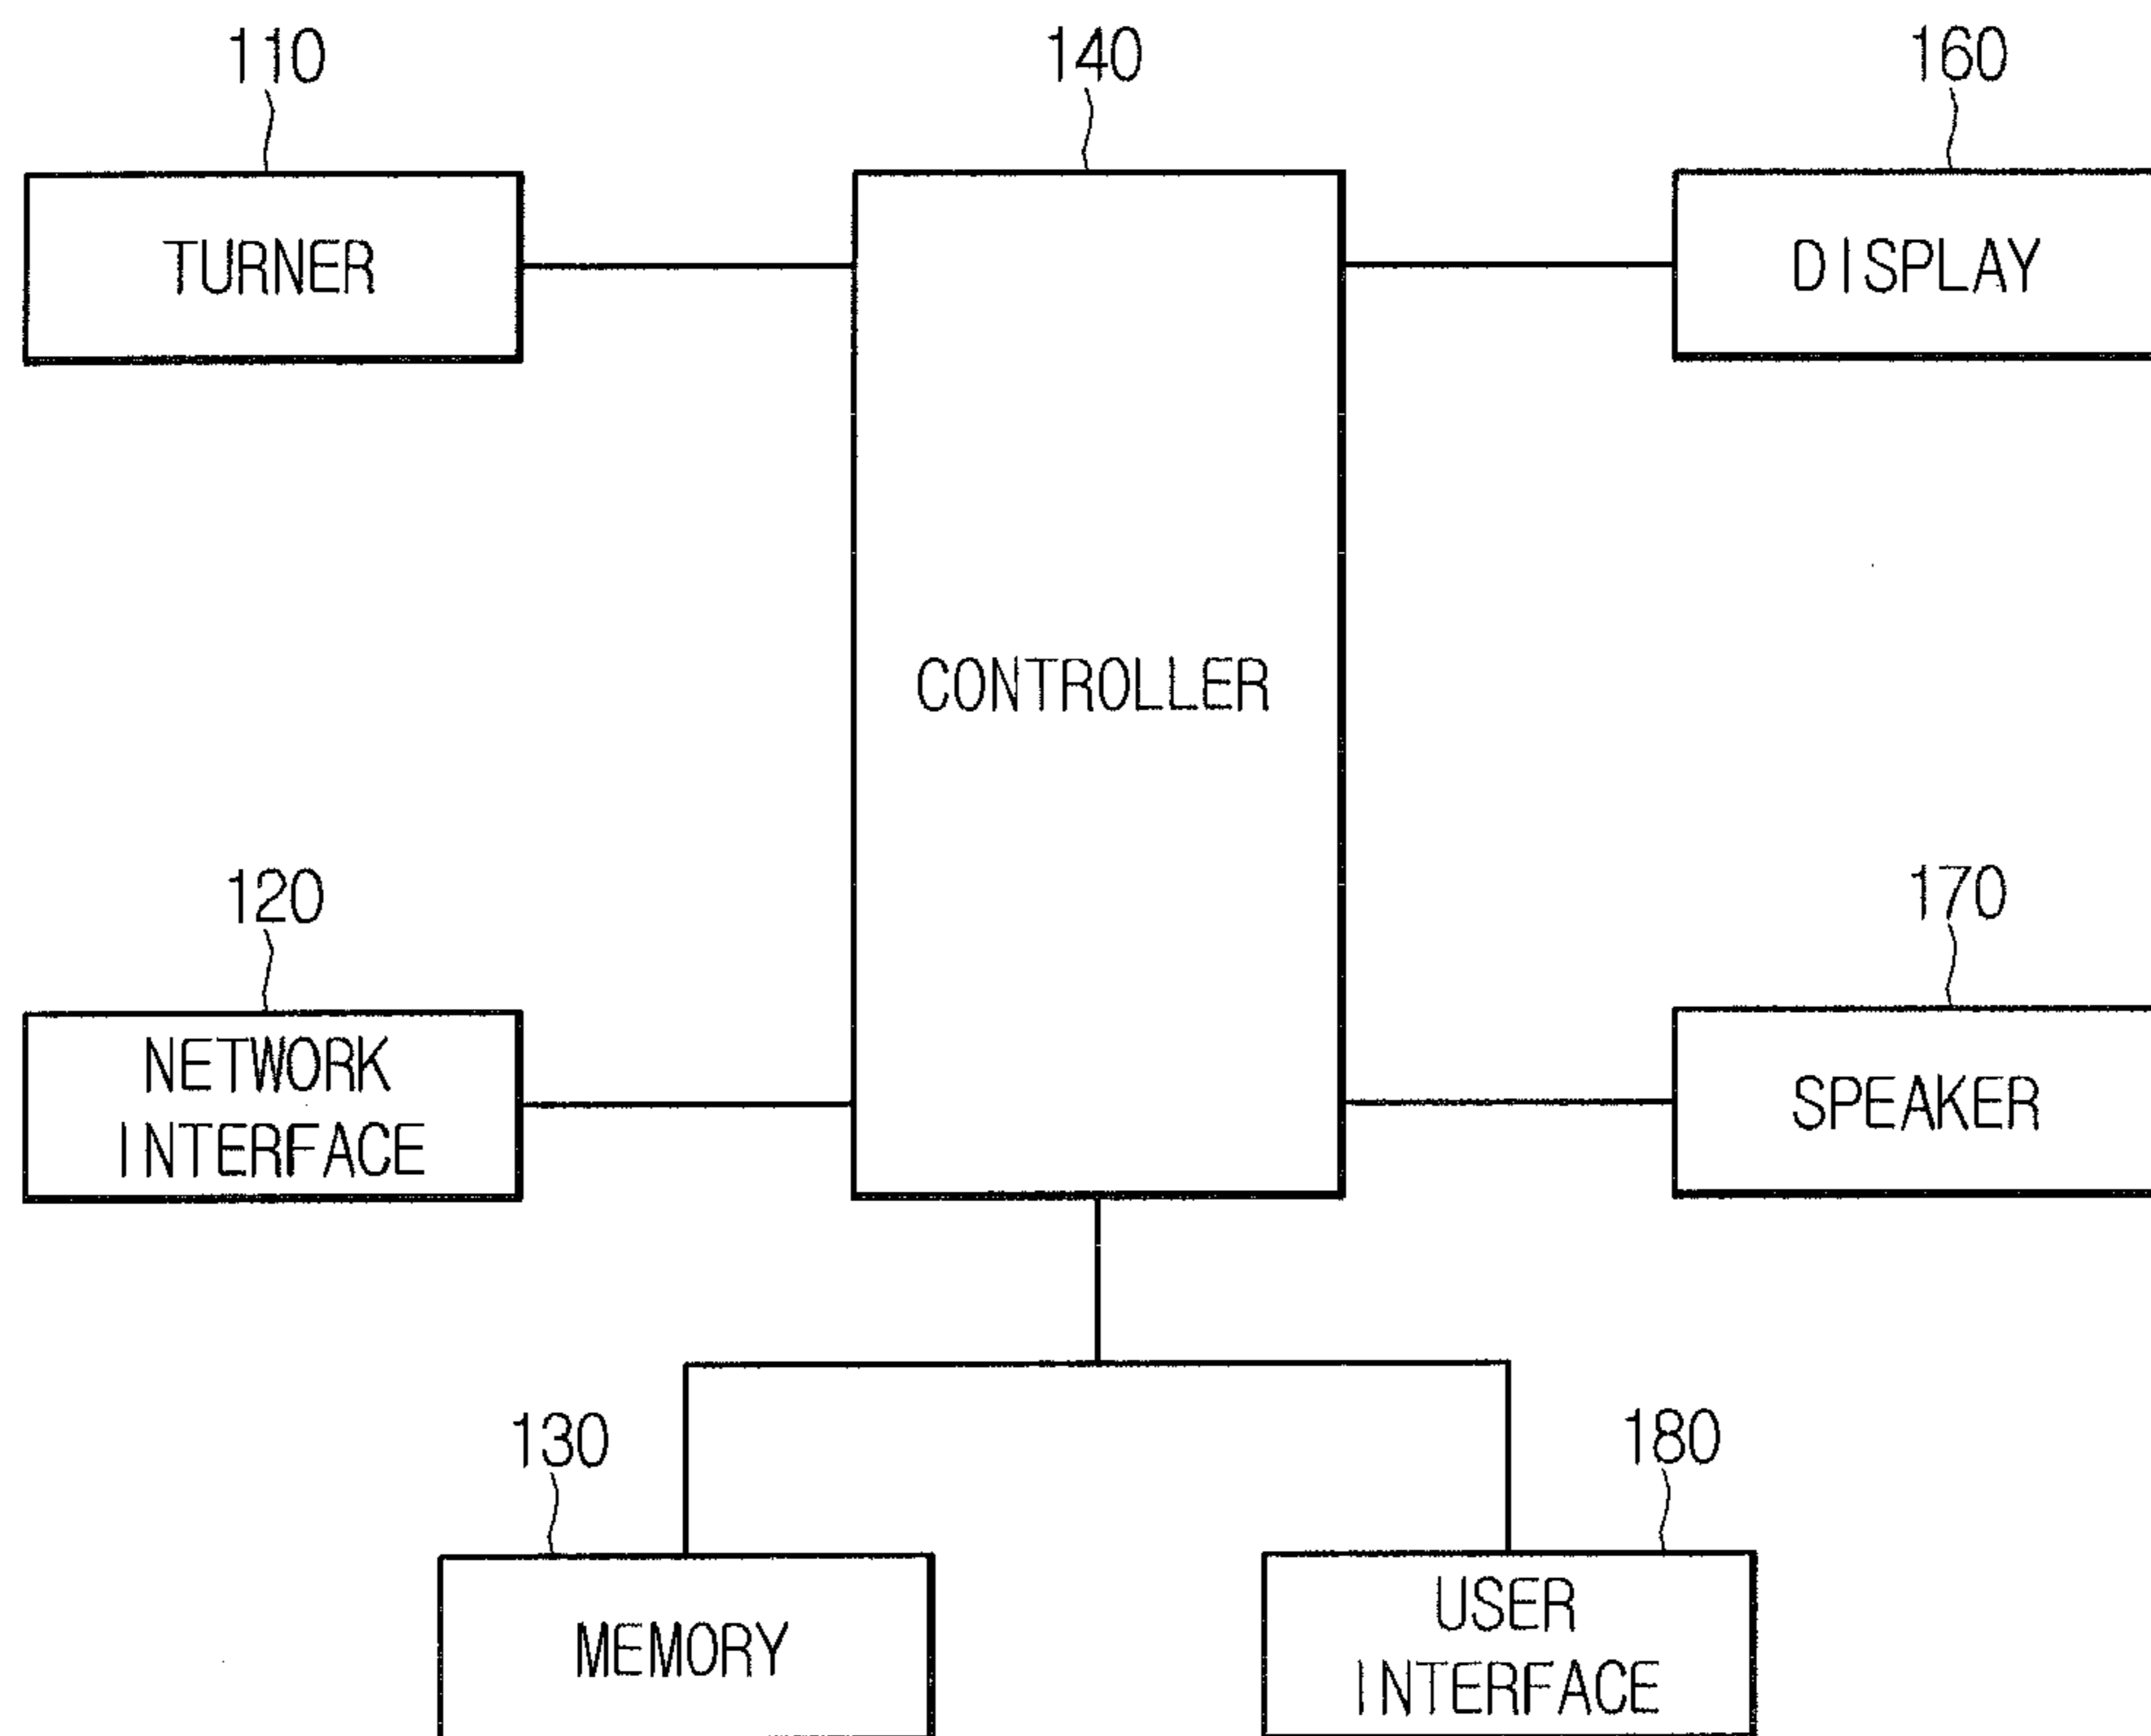 110
140
160
TURNER
DISPLAY
CONTROLLER
120
170
NETWORK
INTERFACE
SPEAKER
130
180
MEMORY
USER
INTERFACE